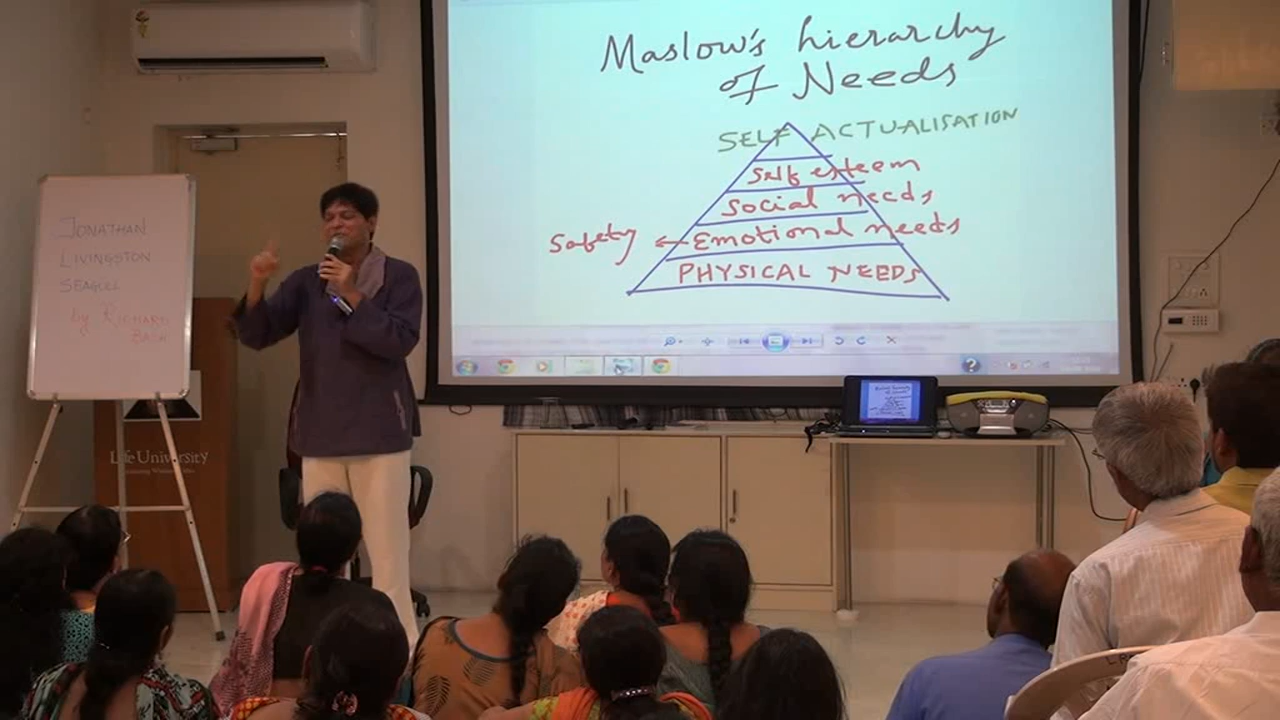 JONATHAN
LIVINGSTON
SEAGULL
by RICHARD
BACH
LifeUniversity
Maslow's hierarchy
of Needs
SELF ACTUALISATION
Self esteem
Social needs
Safety ← Emotional needs
PHYSICAL NEEDS